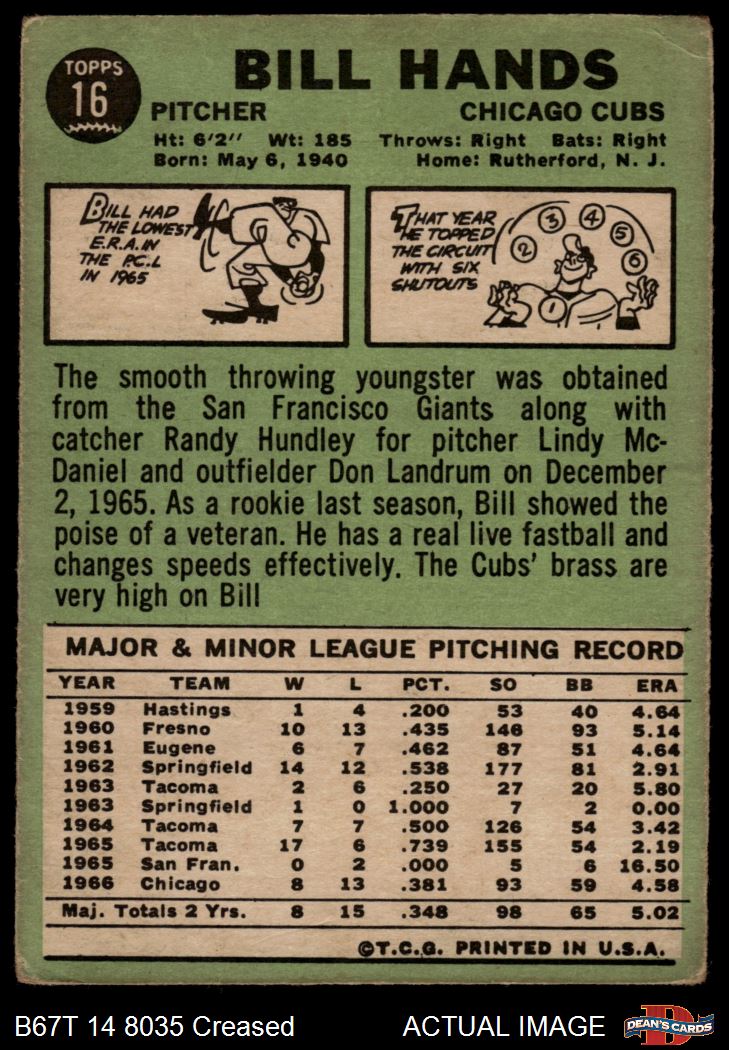 TOPPS
16
BILL HANDS
PITCHER CHICAGO CUBS
Ht: 6'2" Wt: 185 Throws: Right Bats: Right
Born: May 6, 1940 Home: Rutherford, N. J.
BILL HAD
THE LOWEST
E.R.A. IN
THE P.C.L
IN 1965
THAT YEAR
HE TOPPED
THE CIRCUIT
WITH SIX
SHUTOUTS
1 2 3 4 5 6
The smooth throwing youngster was obtained
from the San Francisco Giants along with
catcher Randy Hundley for pitcher Lindy Mc-
Daniel and outfielder Don Landrum on December
2, 1965. As a rookie last season, Bill showed the
poise of a veteran. He has a real live fastball and
changes speeds effectively. The Cubs' brass are
very high on Bill
MAJOR & MINOR LEAGUE PITCHING RECORD
YEAR TEAM W L PCT. SO BB ERA
1959 Hastings 1 4 .200 53 40 4.64
1960 Fresno 10 13 .435 146 93 5.14
1961 Eugene 6 7 .462 87 51 4.64
1962 Springfield 14 12 .538 177 81 2.91
1963 Tacoma 2 6 .250 27 20 5.80
1963 Springfield 1 0 1.000 7 2 0.00
1964 Tacoma 7 7 .500 126 54 3.42
1965 Tacoma 17 6 .739 155 54 2.19
1965 San Fran. 0 2 .000 5 6 16.50
1966 Chicago 8 13 .381 93 59 4.58
Maj. Totals 2 Yrs. 8 15 .348 98 65 5.02
©T.C.G. PRINTED IN U.S.A.
B67T 14 8035 Creased ACTUAL IMAGE
D
DEAN'S CARDS